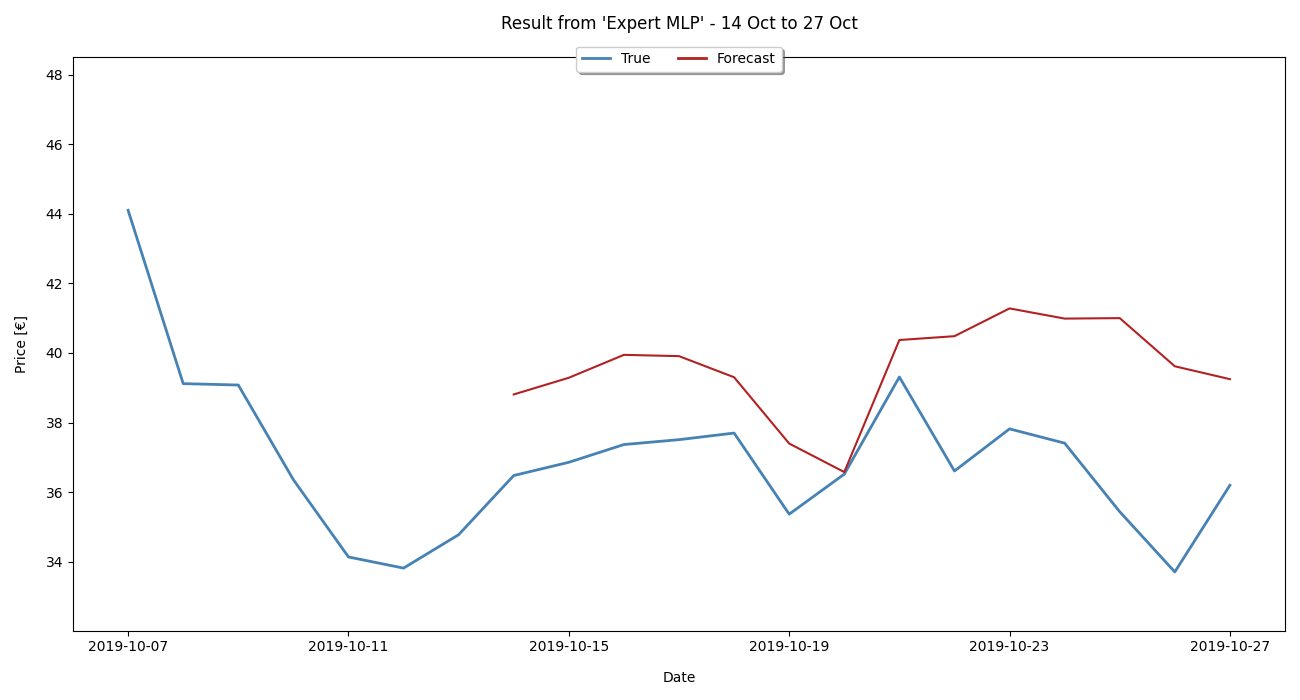 Result from 'Expert MLP' - 14 Oct to 27 Oct
True Forecast
48
46
44
42
40
38
36
34
Price [€]
2019-10-07 2019-10-11 2019-10-15 2019-10-19 2019-10-23 2019-10-27
Date